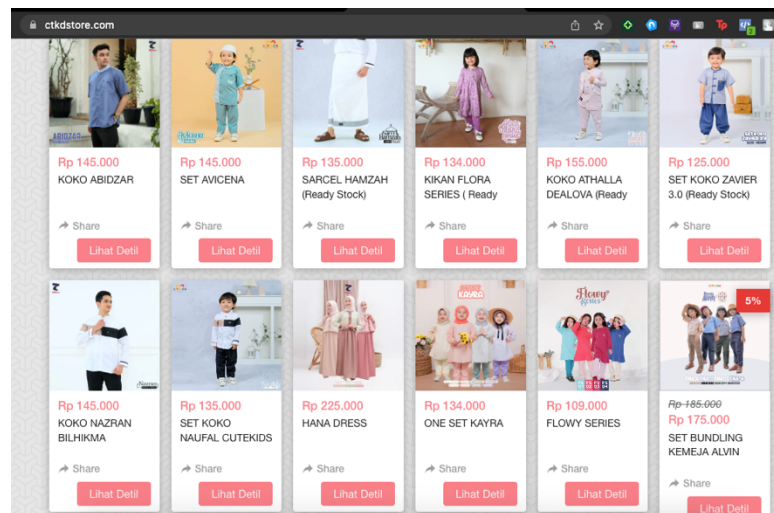 ctkdstore.com
Rp 145.000
KOKO ABIDZAR
Share
Lihat Detil
Rp 145.000
SET AVICENA
Share
Lihat Detil
Rp 135.000
SARCEL HAMZAH
(Ready Stock)
Share
Lihat Detil
Rp 134.000
KIKAN FLORA
SERIES ( Ready
Share
Lihat Detil
Rp 155.000
KOKO ATHALLA
DEALOVA (Ready
Share
Lihat Detil
Rp 125.000
SET KOKO ZAVIER
3.0 (Ready Stock)
Share
Lihat Detil
Rp 145.000
KOKO NAZRAN
BILHIKMA
Share
Lihat Detil
Rp 135.000
SET KOKO
NAUFAL CUTEKIDS
Share
Lihat Detil
Rp 225.000
HANA DRESS
Share
Lihat Detil
KAYRA
Rp 134.000
ONE SET KAYRA
Share
Lihat Detil
Flowy
Series
Rp 109.000
FLOWY SERIES
Share
Lihat Detil
5%
Rp 185.000
Rp 175.000
SET BUNDLING
KEMEJA ALVIN
Share
Lihat Detil